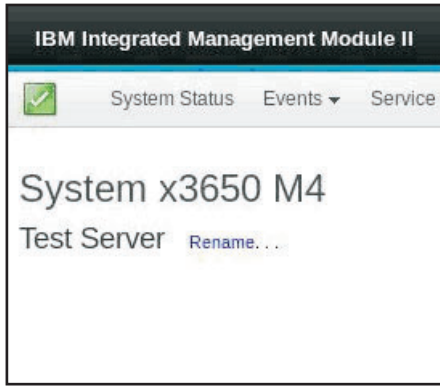 IBM Integrated Management Module II
System Status Events Service
System x3650 M4
Test Server Rename. . .